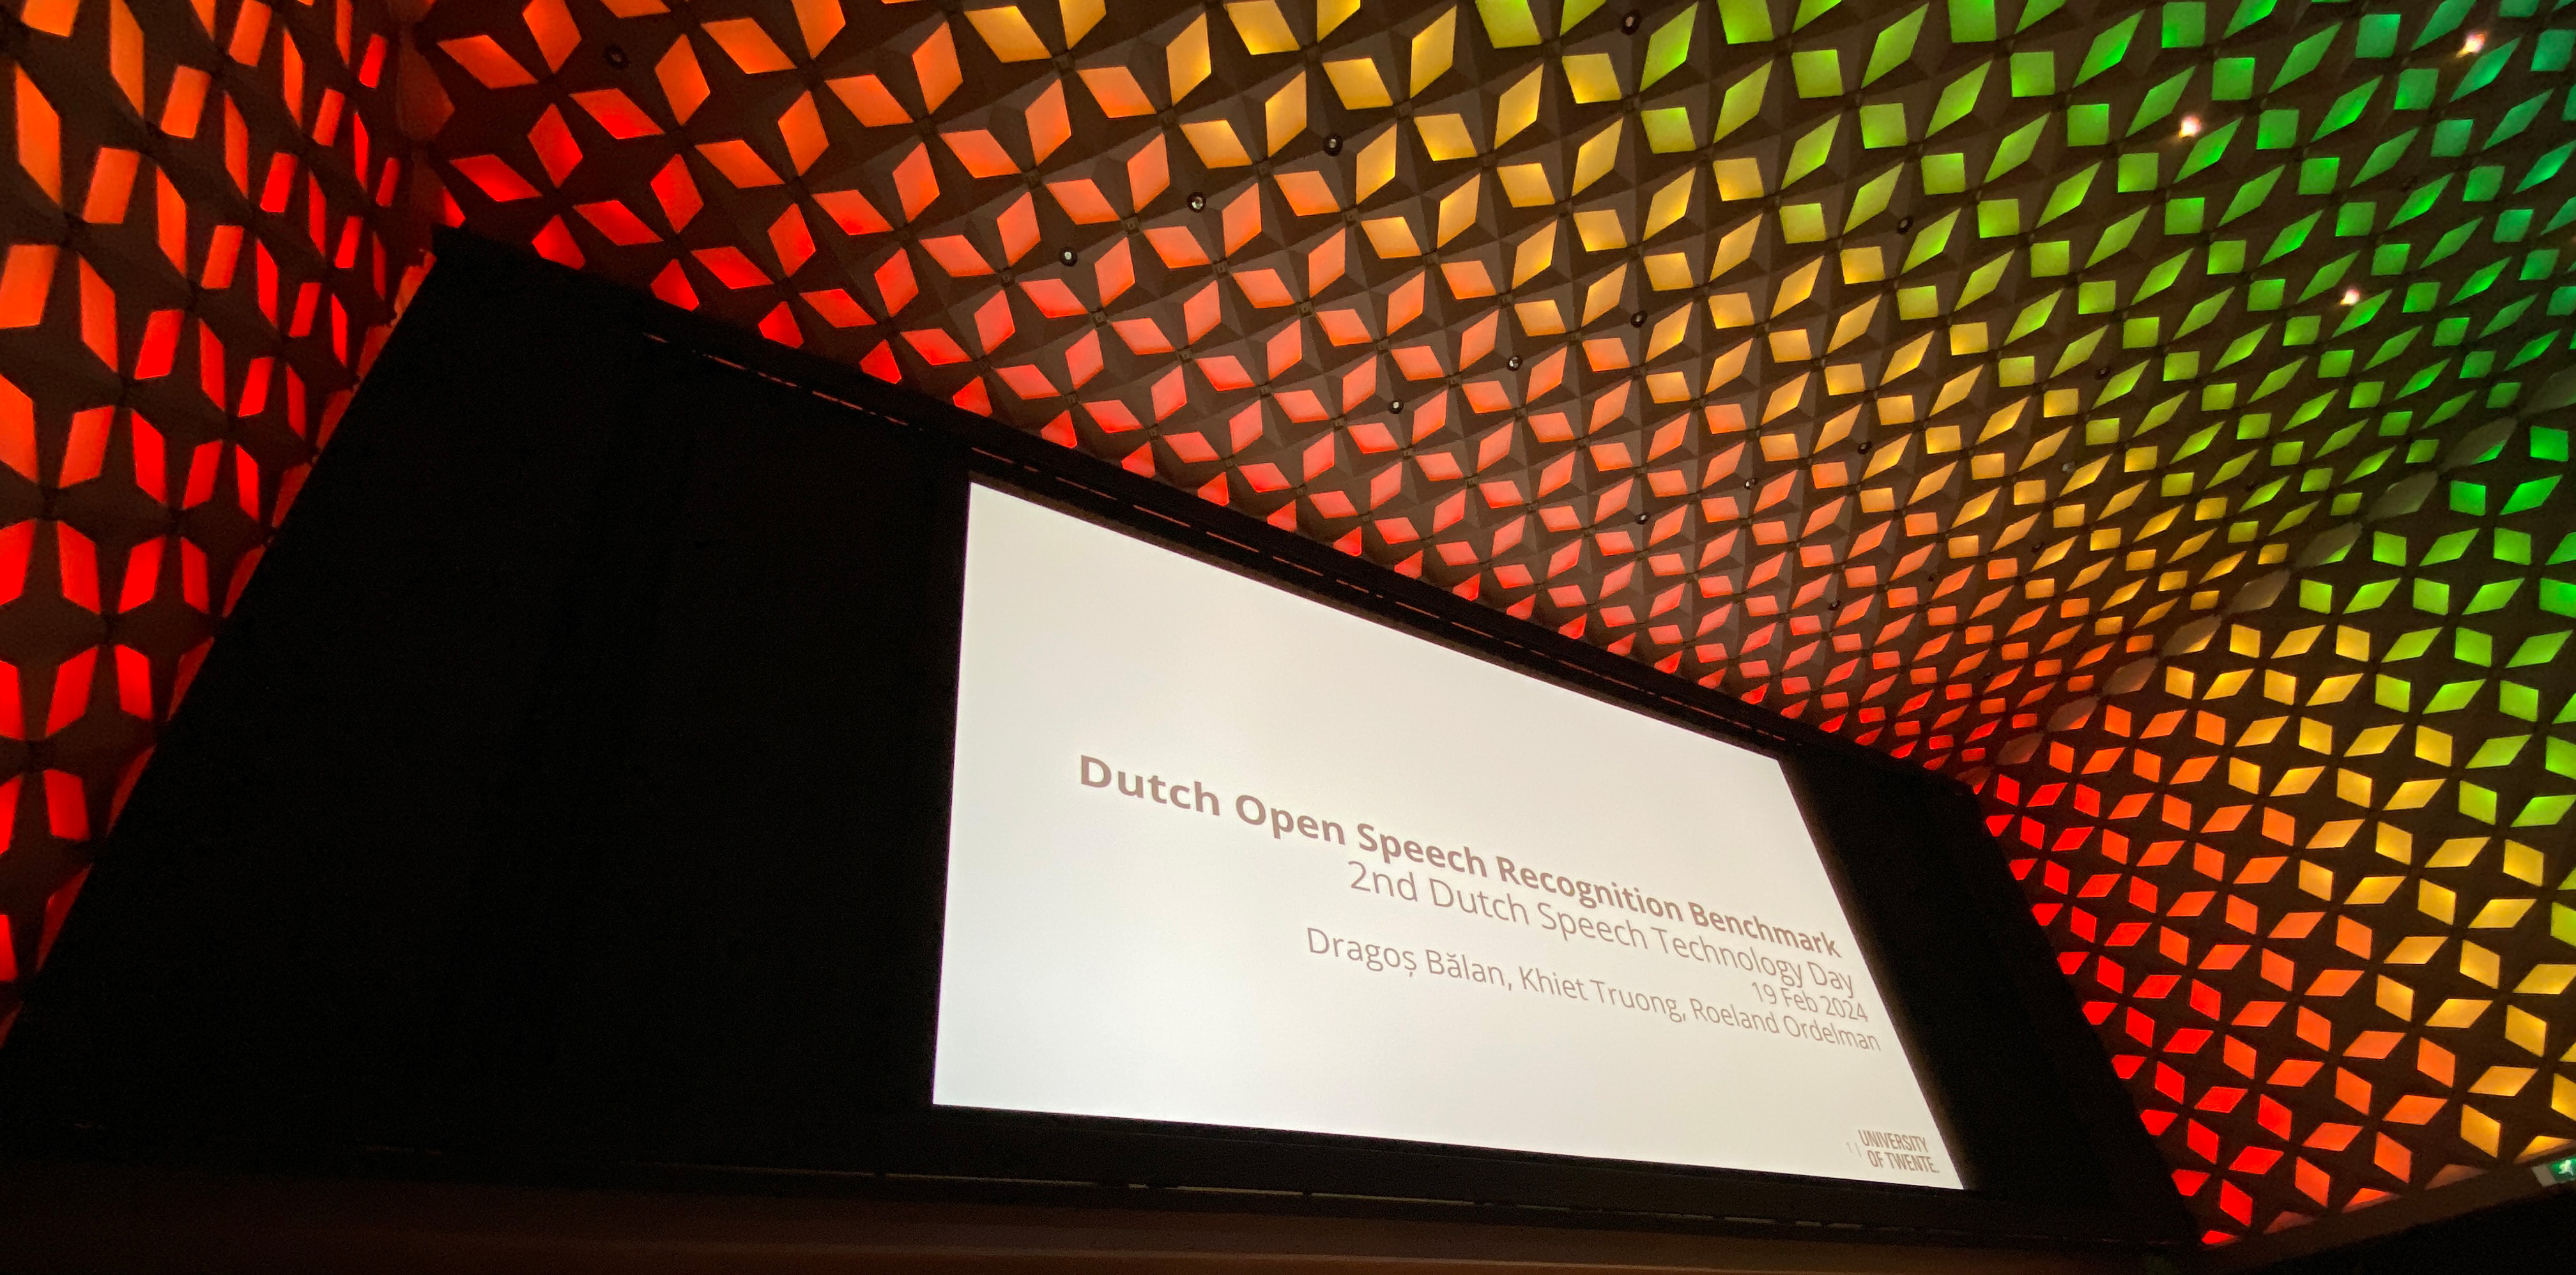 Dutch Open Speech Recognition Benchmark
2nd Dutch Speech Technology Day
19 Feb 2024
Dragoș Bălan, Khiet Truong, Roeland Ordelman
1 |
UNIVERSITY
OF TWENTE.